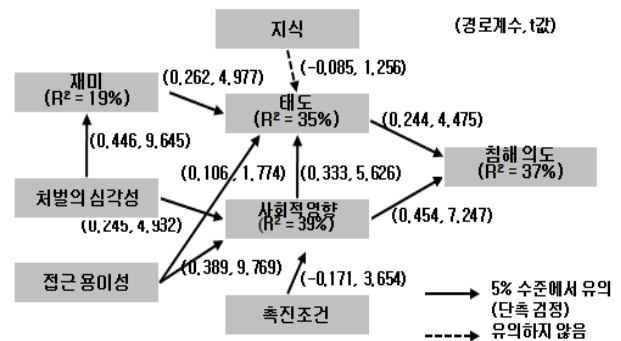 지식
(경로계수, t값)
(-0,085, 1,256)
재미
(R² = 19%)
(0,262, 4,977)
태도
(R² = 35%)
(0,244, 4,475)
(0,446, 9,645)
침해 의도
(R² = 37%)
(0,106, 1,774)
(0,333, 5,626)
처벌의 심각성
사회적 영향
(R² = 39%)
(0,454, 7,247)
(0,245, 4,932)
(0,389, 9,769)
접근 용이성
(-0,171, 3,654)
촉진조건
5% 수준에서 유의
(단측 검정)
유의하지 않음